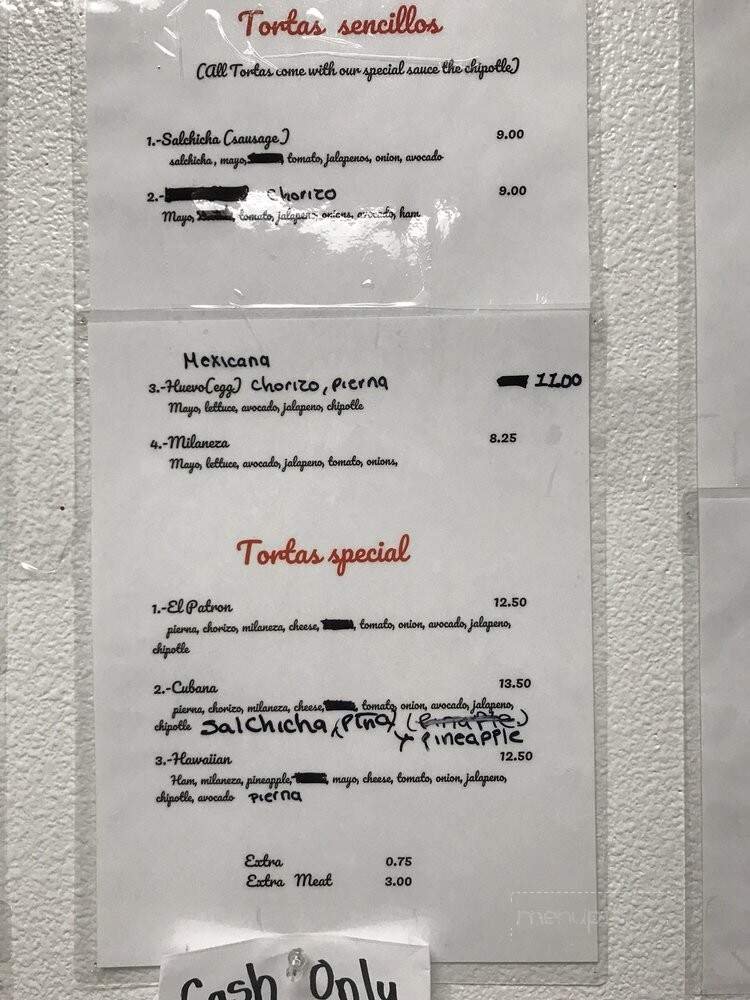 Tortas sencillos
(All Tortas come with our special sauce the chipotle)
1.-Salchicha (sausage) 9.00
salchicha, mayo, tomato, jalapenos, onion, avocado
2.- Chorizo 9.00
Mayo, tomato, jalapeno, onions, avocado, ham
Mexicana
3.-Huevo(egg) chorizo, pierna 11.00
Mayo, lettuce, avocado, jalapeno, chipotle
4.-Milaneza 8.25
Mayo, lettuce, avocado, jalapeno, tomato, onions,
Tortas special
1.-El Patron 12.50
pierna, chorizo, milaneza, cheese, tomato, onion, avocado, jalapeno,
chipotle
2.-Cubana 13.50
pierna, chorizo, milaneza, cheese, tomato, onion, avocado, jalapeno,
chipotle Salchicha, (Piña)
Pineapple
3.-Hawaiian 12.50
Ham, milaneza, pineapple, mayo, cheese, tomato, onion, jalapeno,
chipotle, avocado pierna
Extra 0.75
Extra Meat 3.00
Cash Only